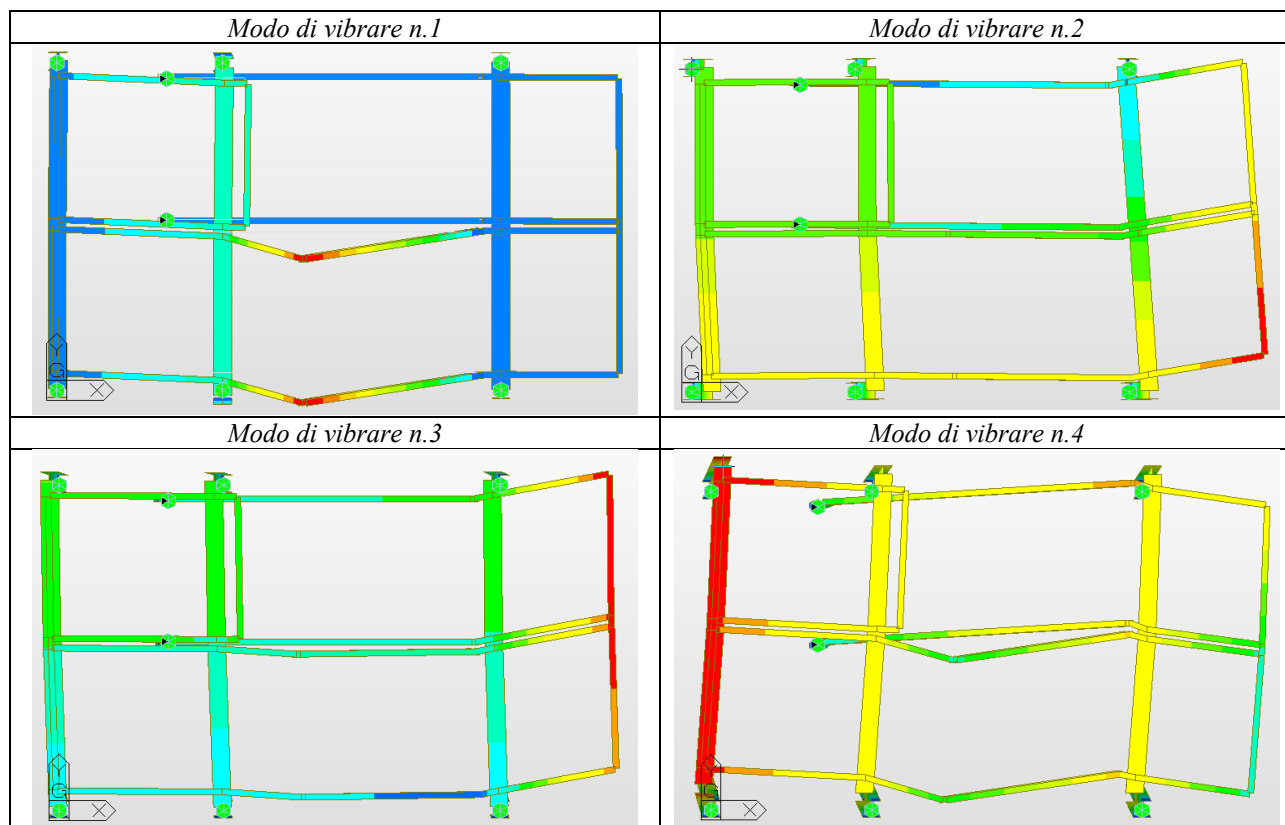 Modo di vibrare n.1
Modo di vibrare n.2
Y
G
X
Y
G
X
Modo di vibrare n.3
Modo di vibrare n.4
Y
G
X
Y
G
X